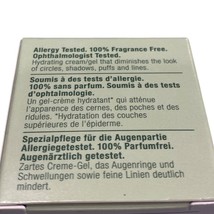 Allergy Tested. 100% Fragrance Free.
Ophthalmologist Tested.
Hydrating cream/gel that diminishes the look
of circles, shadows, puffs and lines.
Soumis à des tests d'allergie.
100% sans parfum. Soumis à des tests
d'ophtalmologie.
Un gel-crème hydratant* qui atténue
l'apparence des cernes, des poches et des
ridules. *Hydratation des couches
supérieures de l'épiderme.
Spezialpflege für die Augenpartie
Allergiegetestet. 100% Parfumfrei.
Augenärztlich getestet.
Zartes Creme-Gel, das Augenringe und
Schwellungen sowie feine Linien deutlich
mindert.